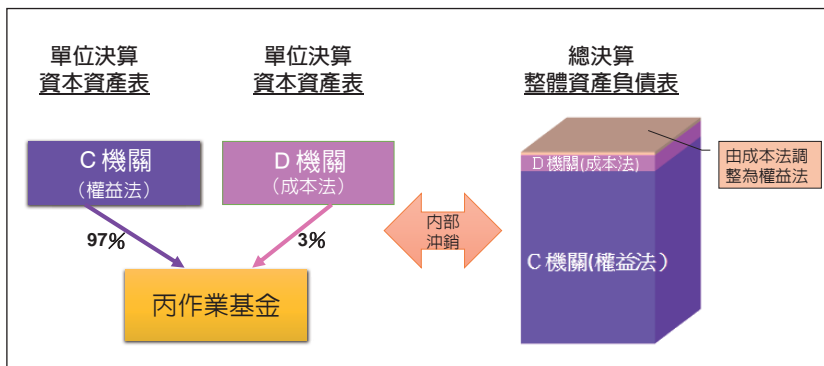 單位決算
資本資產表
單位決算
資本資產表
總決算
整體資產負債表
C 機關
（權益法）
D 機關
（成本法）
97%
3%
丙作業基金
內部
沖銷
D 機關(成本法)
C 機關(權益法）
由成本法調
整為權益法